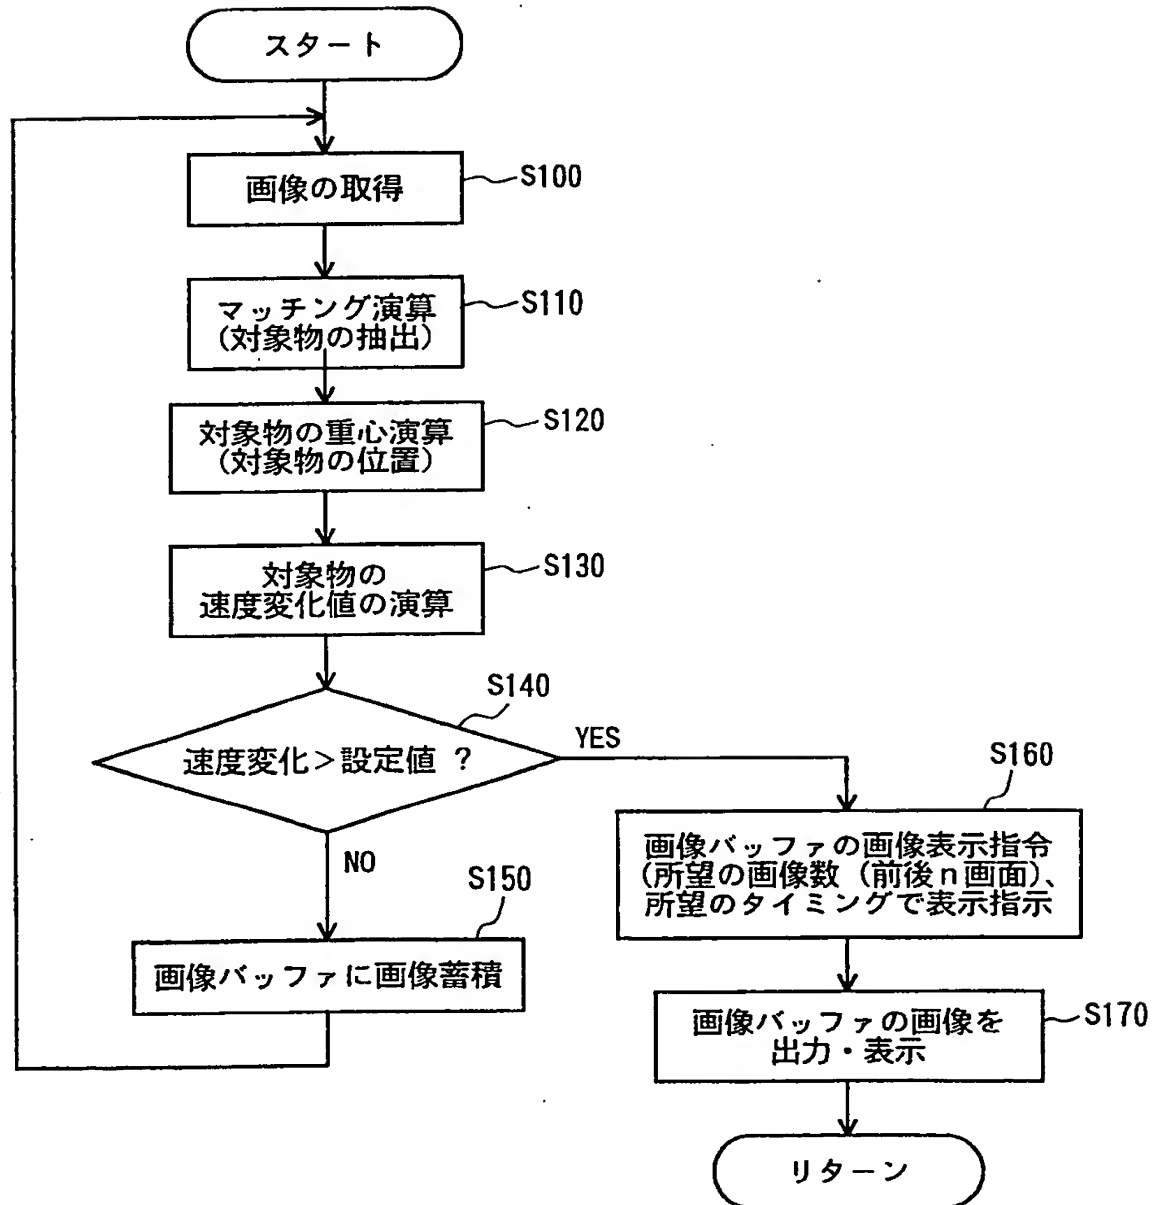 スタート
画像の取得
S100
マッチング演算
(対象物の抽出)
S110
対象物の重心演算
(対象物の位置)
S120
対象物の
速度変化値の演算
S130
S140
速度変化>設定値 ?
YES
NO
S150
画像バッファに画像蓄積
S160
画像バッファの画像表示指令
(所望の画像数 (前後n画面)、
所望のタイミングで表示指示
画像バッファの画像を
出力・表示
S170
リターン